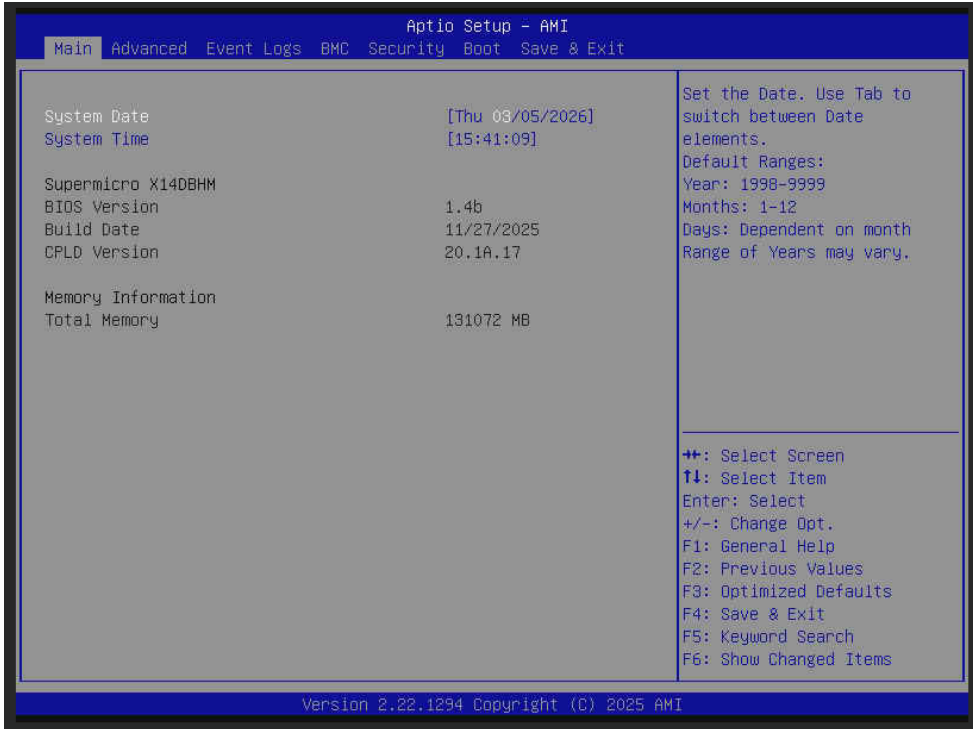 Aptio Setup - AMI
Main Advanced Event Logs BMC Security Boot Save & Exit
System Date [Thu 03/05/2026]
System Time [15:41:09]
Supermicro X14DBHM
BIOS Version 1.4b
Build Date 11/27/2025
CPLD Version 20.1A.17
Memory Information
Total Memory 131072 MB
Set the Date. Use Tab to
switch between Date
elements.
Default Ranges:
Year: 1998-9999
Months: 1-12
Days: Dependent on month
Range of Years may vary.
→←: Select Screen
↑↓: Select Item
Enter: Select
+/-: Change Opt.
F1: General Help
F2: Previous Values
F3: Optimized Defaults
F4: Save & Exit
F5: Keyword Search
F6: Show Changed Items
Version 2.22.1294 Copyright (C) 2025 AMI